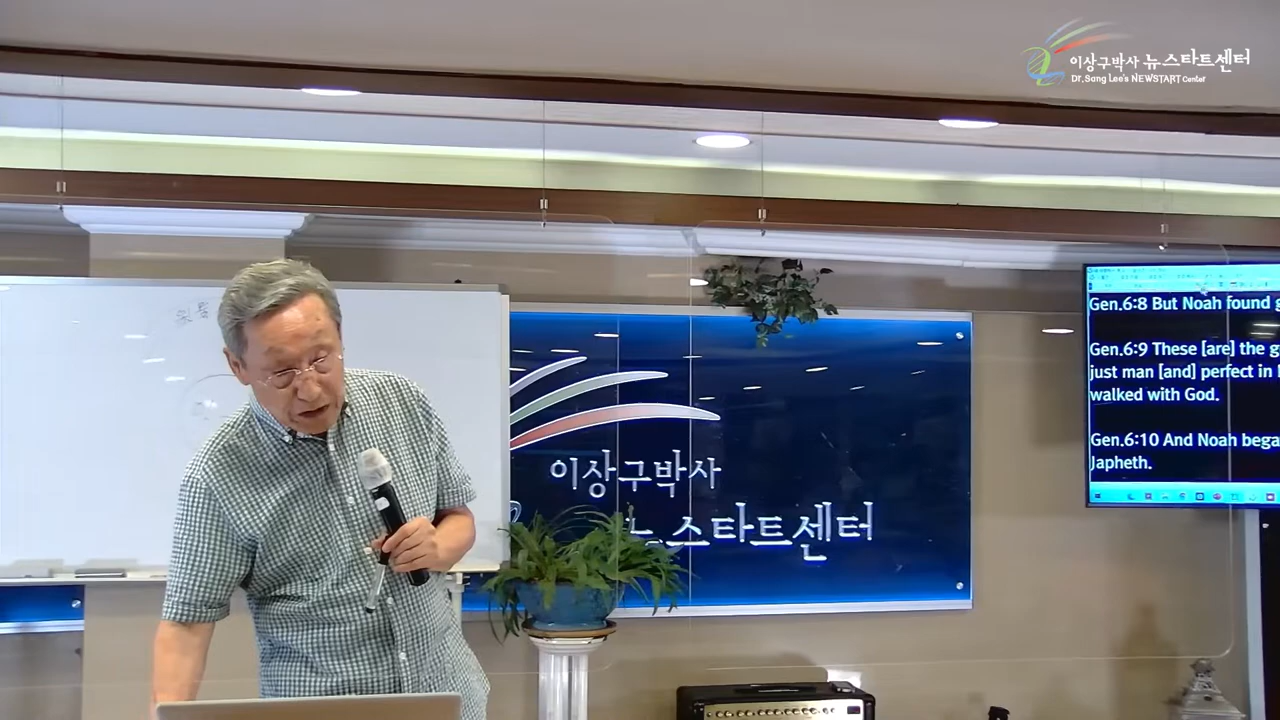 이상구박사 뉴스타트센터
Dr. Sang Lee's NEWSTART Center
이상구박사
뉴스타트센터
Gen.6:8 But Noah found
Gen.6:9 These [are] the
just man [and] perfect in
walked with God.
Gen.6:10 And Noah
Japheth.